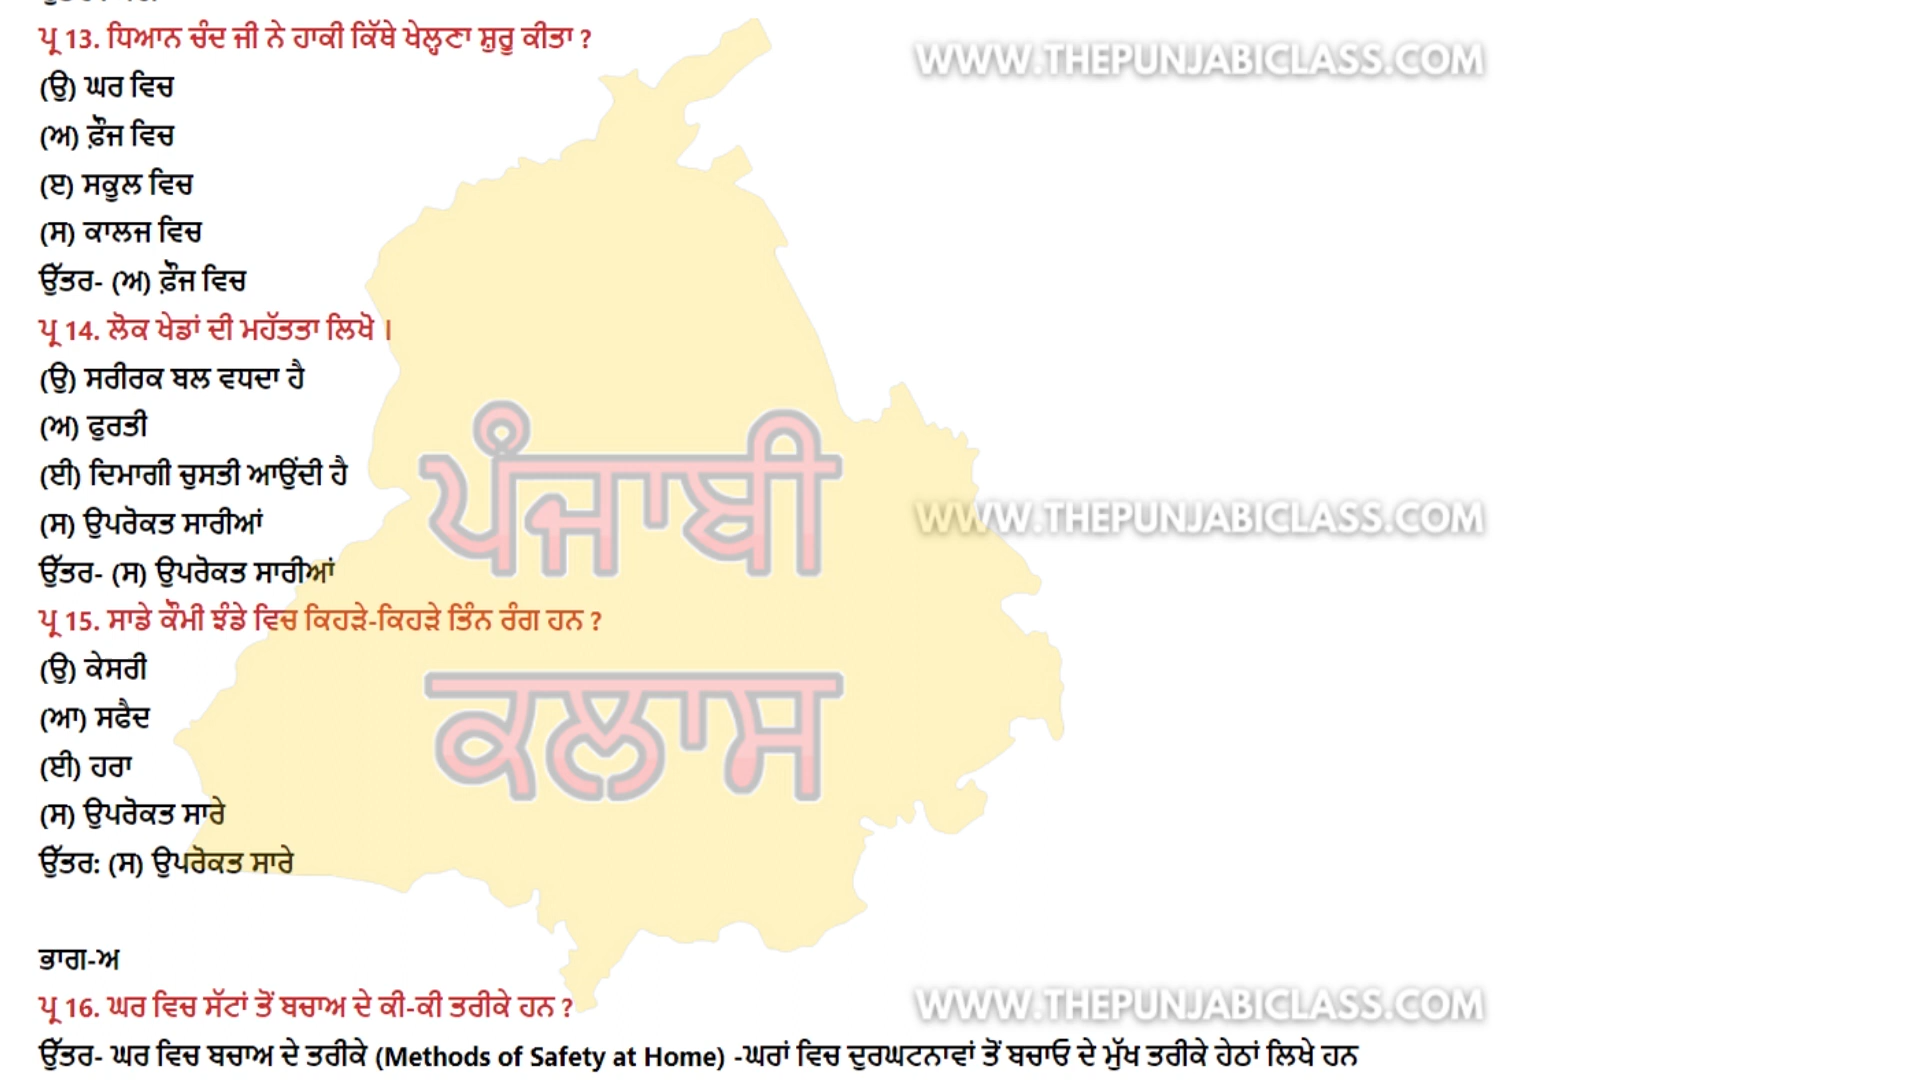 ਪ੍ਰ 13. ਧਿਆਨ ਚੰਦ ਜੀ ਨੇ ਹਾਕੀ ਕਿੱਥੇ ਖੇਲ੍ਹਣਾ ਸ਼ੁਰੂ ਕੀਤਾ ?
WWW.THEPUNJABICLASS.COM
(ਉ) ਘਰ ਵਿਚ
(ਅ) ਫ਼ੌਜ ਵਿਚ
(ੲ) ਸਕੂਲ ਵਿਚ
(ਸ) ਕਾਲਜ ਵਿਚ
ਉੱਤਰ- (ਅ) ਫ਼ੌਜ ਵਿਚ
ਪ੍ਰ 14. ਲੋਕ ਖੇਡਾਂ ਦੀ ਮਹੱਤਤਾ ਲਿਖੋ ।
(ਉ) ਸਰੀਰਕ ਬਲ ਵਧਦਾ ਹੈ
(ਅ) ਫੁਰਤੀ
(ਈ) ਦਿਮਾਗੀ ਚੁਸਤੀ ਆਉਂਦੀ ਹੈ
ਪੰਜਾਬੀ
WWW.THEPUNJABICLASS.COM
(ਸ) ਉਪਰੋਕਤ ਸਾਰੀਆਂ
ਉੱਤਰ- (ਸ) ਉਪਰੋਕਤ ਸਾਰੀਆਂ
ਪ੍ਰ 15. ਸਾਡੇ ਕੌਮੀ ਝੰਡੇ ਵਿਚ ਕਿਹੜੇ-ਕਿਹੜੇ ਤਿੰਨ ਰੰਗ ਹਨ ?
(ਉ) ਕੇਸਰੀ
(ਆ) ਸਫੈਦ
ਕਲਾਸ
(ਈ) ਹਰਾ
(ਸ) ਉਪਰੋਕਤ ਸਾਰੇ
ਉੱਤਰ: (ਸ) ਉਪਰੋਕਤ ਸਾਰੇ
ਭਾਗ-ਅ
ਪ੍ਰ 16. ਘਰ ਵਿਚ ਸੱਟਾਂ ਤੋਂ ਬਚਾਅ ਦੇ ਕੀ-ਕੀ ਤਰੀਕੇ ਹਨ ?
WWW.THEPUNJABICLASS.COM
ਉੱਤਰ- ਘਰ ਵਿਚ ਬਚਾਅ ਦੇ ਤਰੀਕੇ (Methods of Safety at Home) -ਘਰਾਂ ਵਿਚ ਦੁਰਘਟਨਾਵਾਂ ਤੋਂ ਬਚਾਓ ਦੇ ਮੁੱਖ ਤਰੀਕੇ ਹੇਠਾਂ ਲਿਖੇ ਹਨ